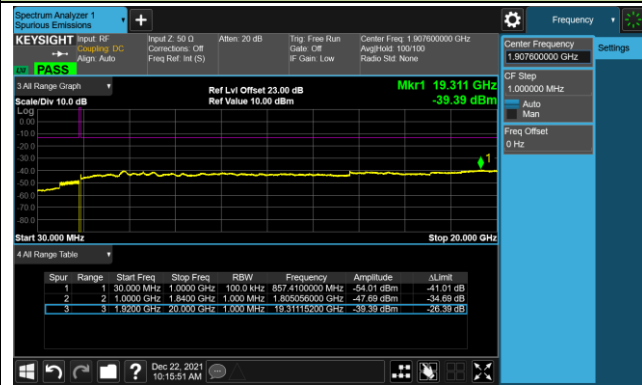 Spectrum Analyzer 1
Spurious Emissions
Frequency
KEYSIGHT
Input: RF
Coupling: DC
Align: Auto
Input Z: 50 Ω
Corrections: Off
Freq Ref: Int (S)
Atten: 20 dB
Trig: Free Run
Gate: Off
IF Gain: Low
Center Freq: 1.907600000 GHz
Avg|Hold: 100/100
Radio Std: None
PASS
Center Frequency
1.907600000 GHz
Settings
CF Step
1.000000 MHz
Auto
Man
Freq Offset
0 Hz
3 All Range Graph
Ref Lvl Offset 23.00 dB
Mkr1 19.311 GHz
Scale/Div 10.0 dB
Ref Value 10.00 dBm
-39.39 dBm
Log
0.00
-10.0
-20.0
-30.0
-40.0
-50.0
-60.0
-70.0
-80.0
1
Start 30.000 MHz
Stop 20.000 GHz
4 All Range Table
Spur Range Start Freq Stop Freq RBW Frequency Amplitude ΔLimit
1 1 30.000 MHz 1.0000 GHz 100.0 kHz 857.4100000 MHz -54.01 dBm -41.01 dB
2 2 1.0000 GHz 1.8400 GHz 1.000 MHz 1.805056000 GHz -47.69 dBm -34.69 dB
3 3 1.9200 GHz 20.000 GHz 1.000 MHz 19.31115200 GHz -39.39 dBm -26.39 dB
Dec 22, 2021
10:15:51 AM